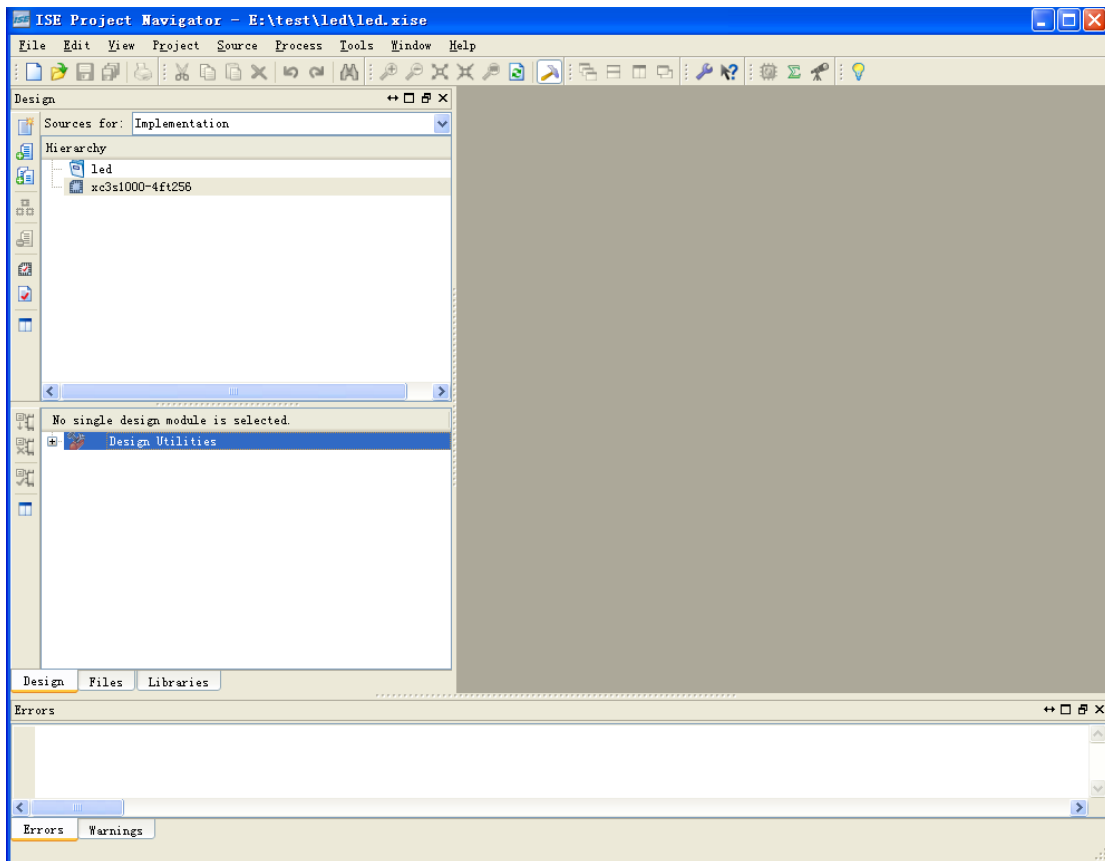 ISE Project Navigator - E:\test\led\led.xise
File Edit View Project Source Process Tools Window Help
Design
Sources for: Implementation
Hierarchy
led
xc3s1000-4ft256
No single design module is selected.
Design Utilities
Design Files Libraries
Errors
Errors Warnings